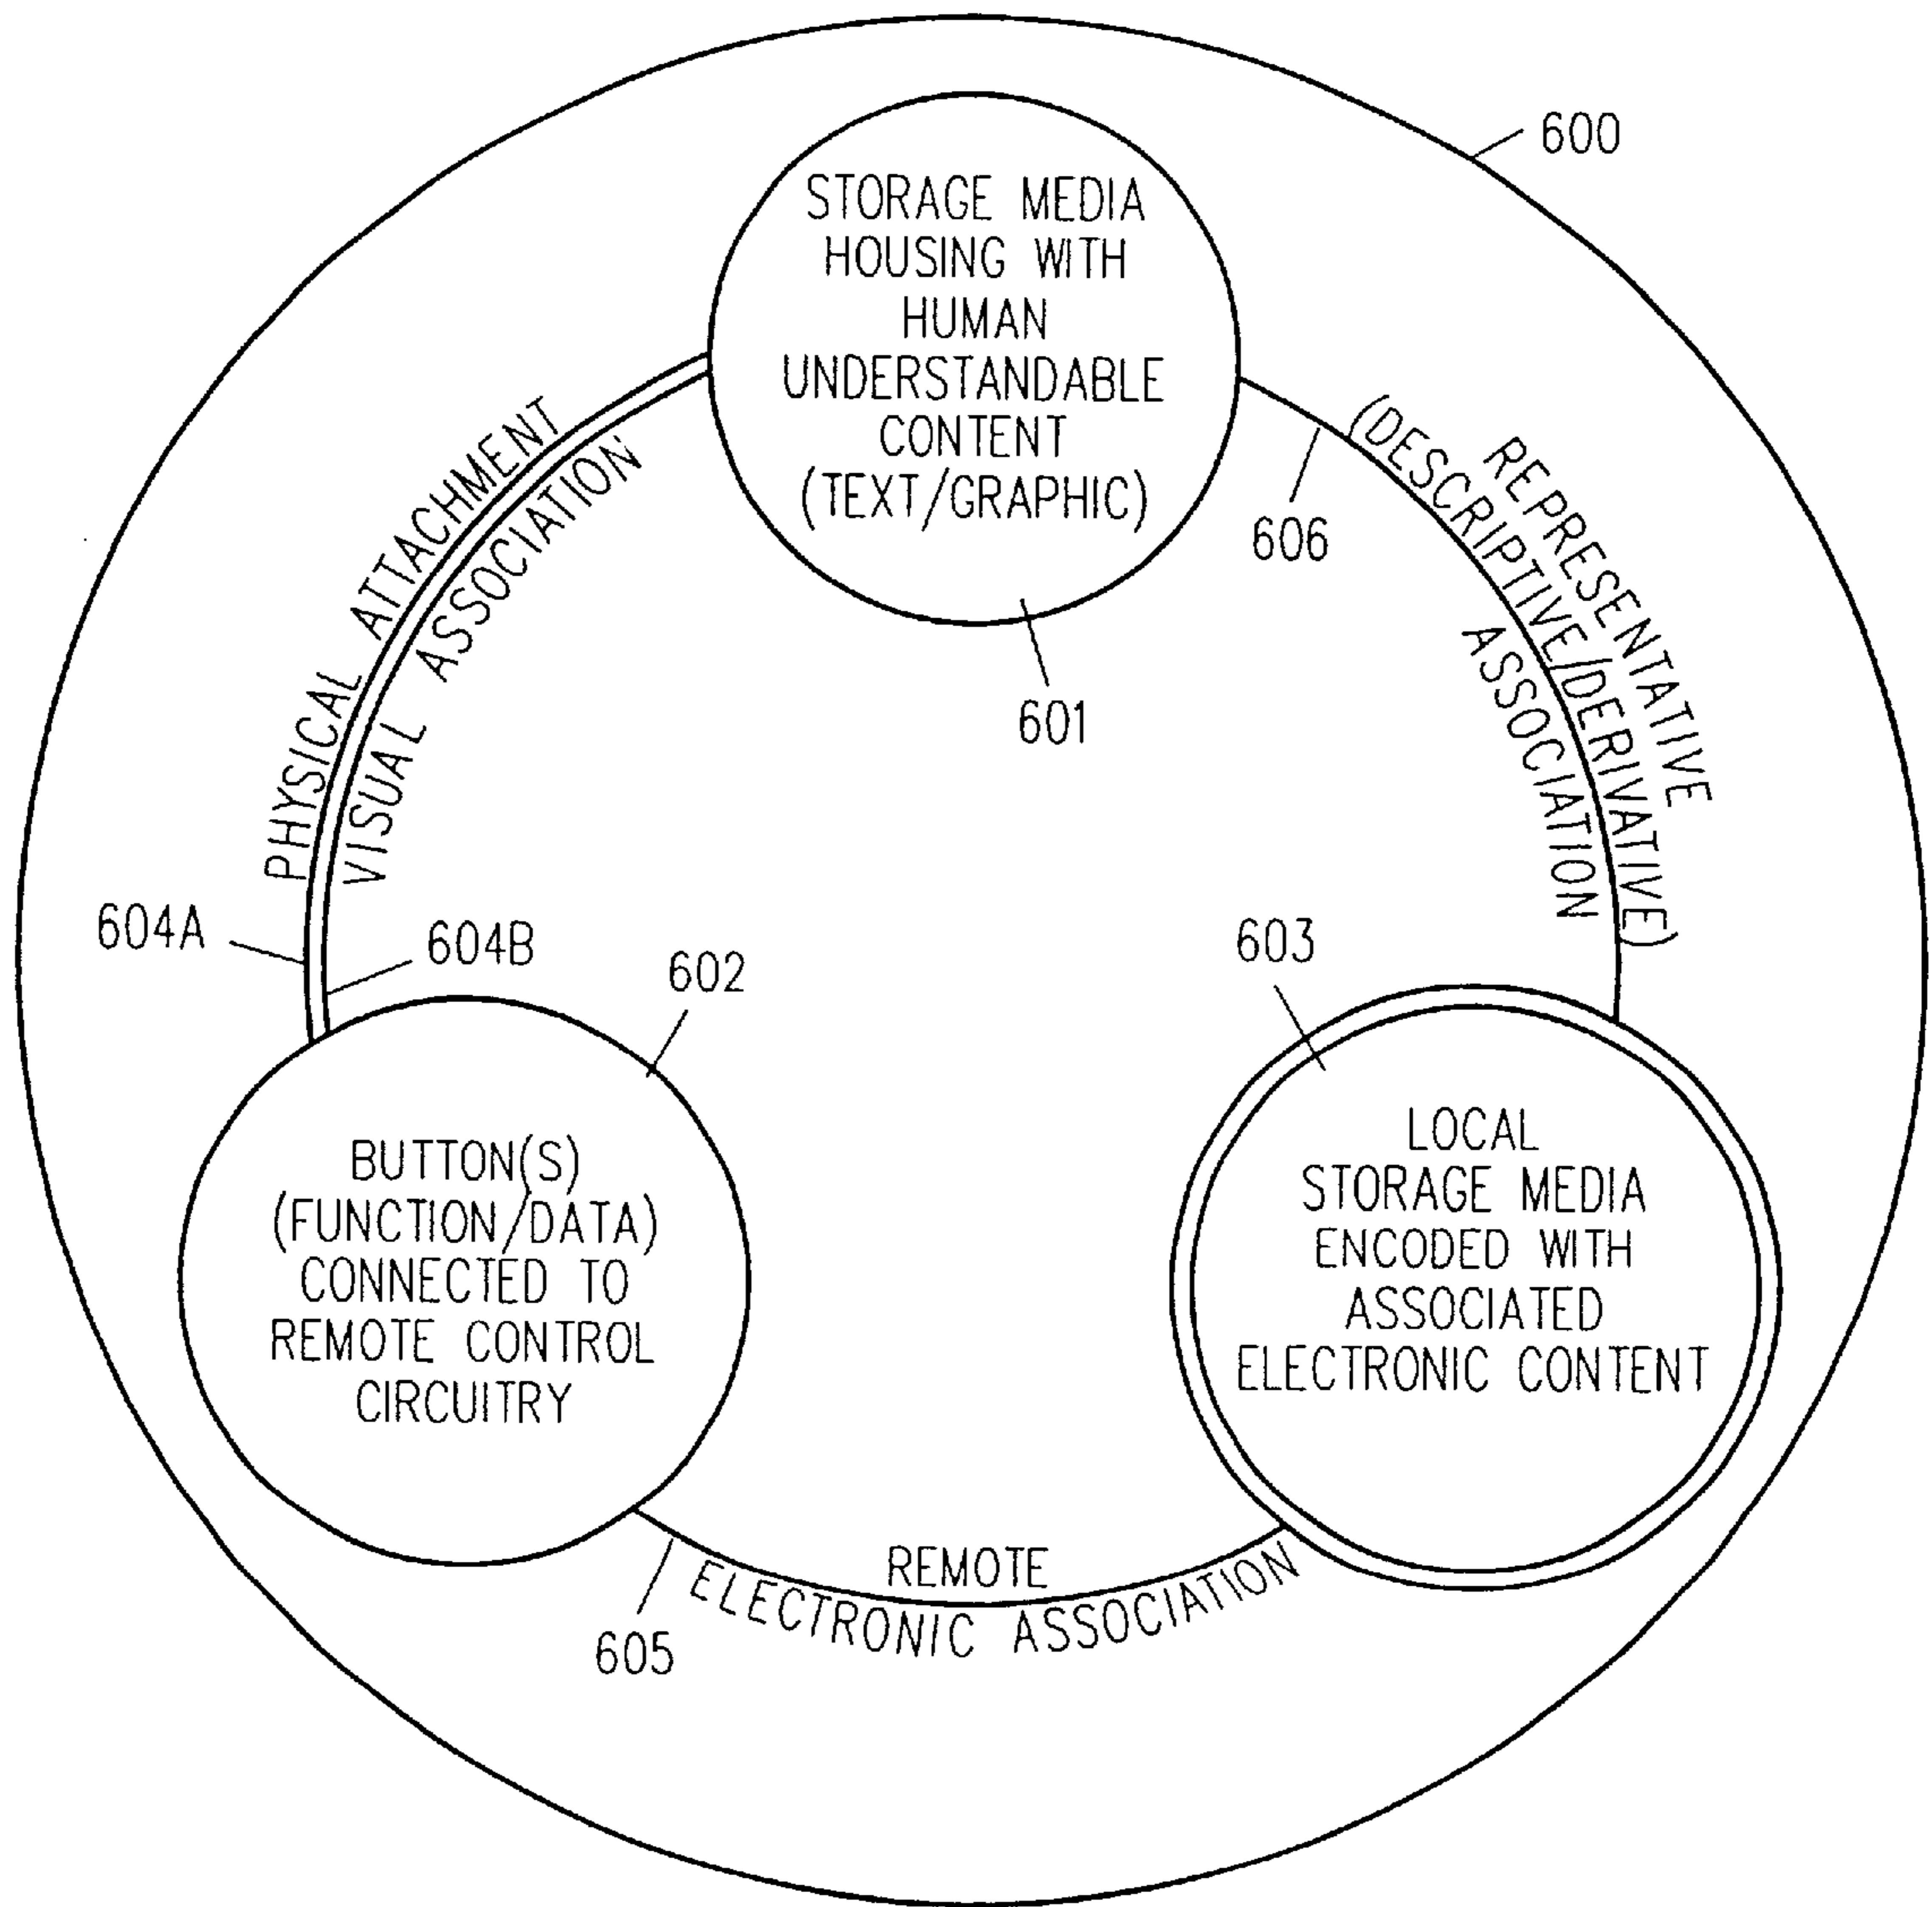 600
STORAGE MEDIA
HOUSING WITH
HUMAN
UNDERSTANDABLE
CONTENT
(TEXT/GRAPHIC)
601
606
PHYSICAL ATTACHMENT
VISUAL ASSOCIATION
REPRESENTATIVE
(DESCRIPTIVE/DERIVATIVE)
ASSOCIATION
604A
604B
602
603
BUTTON(S)
(FUNCTION/DATA)
CONNECTED TO
REMOTE CONTROL
CIRCUITRY
LOCAL
STORAGE MEDIA
ENCODED WITH
ASSOCIATED
ELECTRONIC CONTENT
REMOTE
ELECTRONIC ASSOCIATION
605